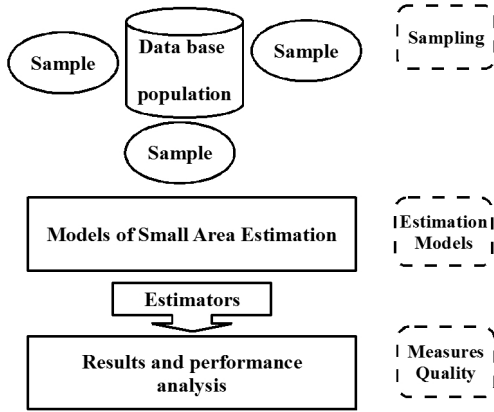 Data base
population
Sample
Sample
Sample
Sampling
Models of Small Area Estimation
Estimation
Models
Estimators
Results and performance
analysis
Measures
Quality